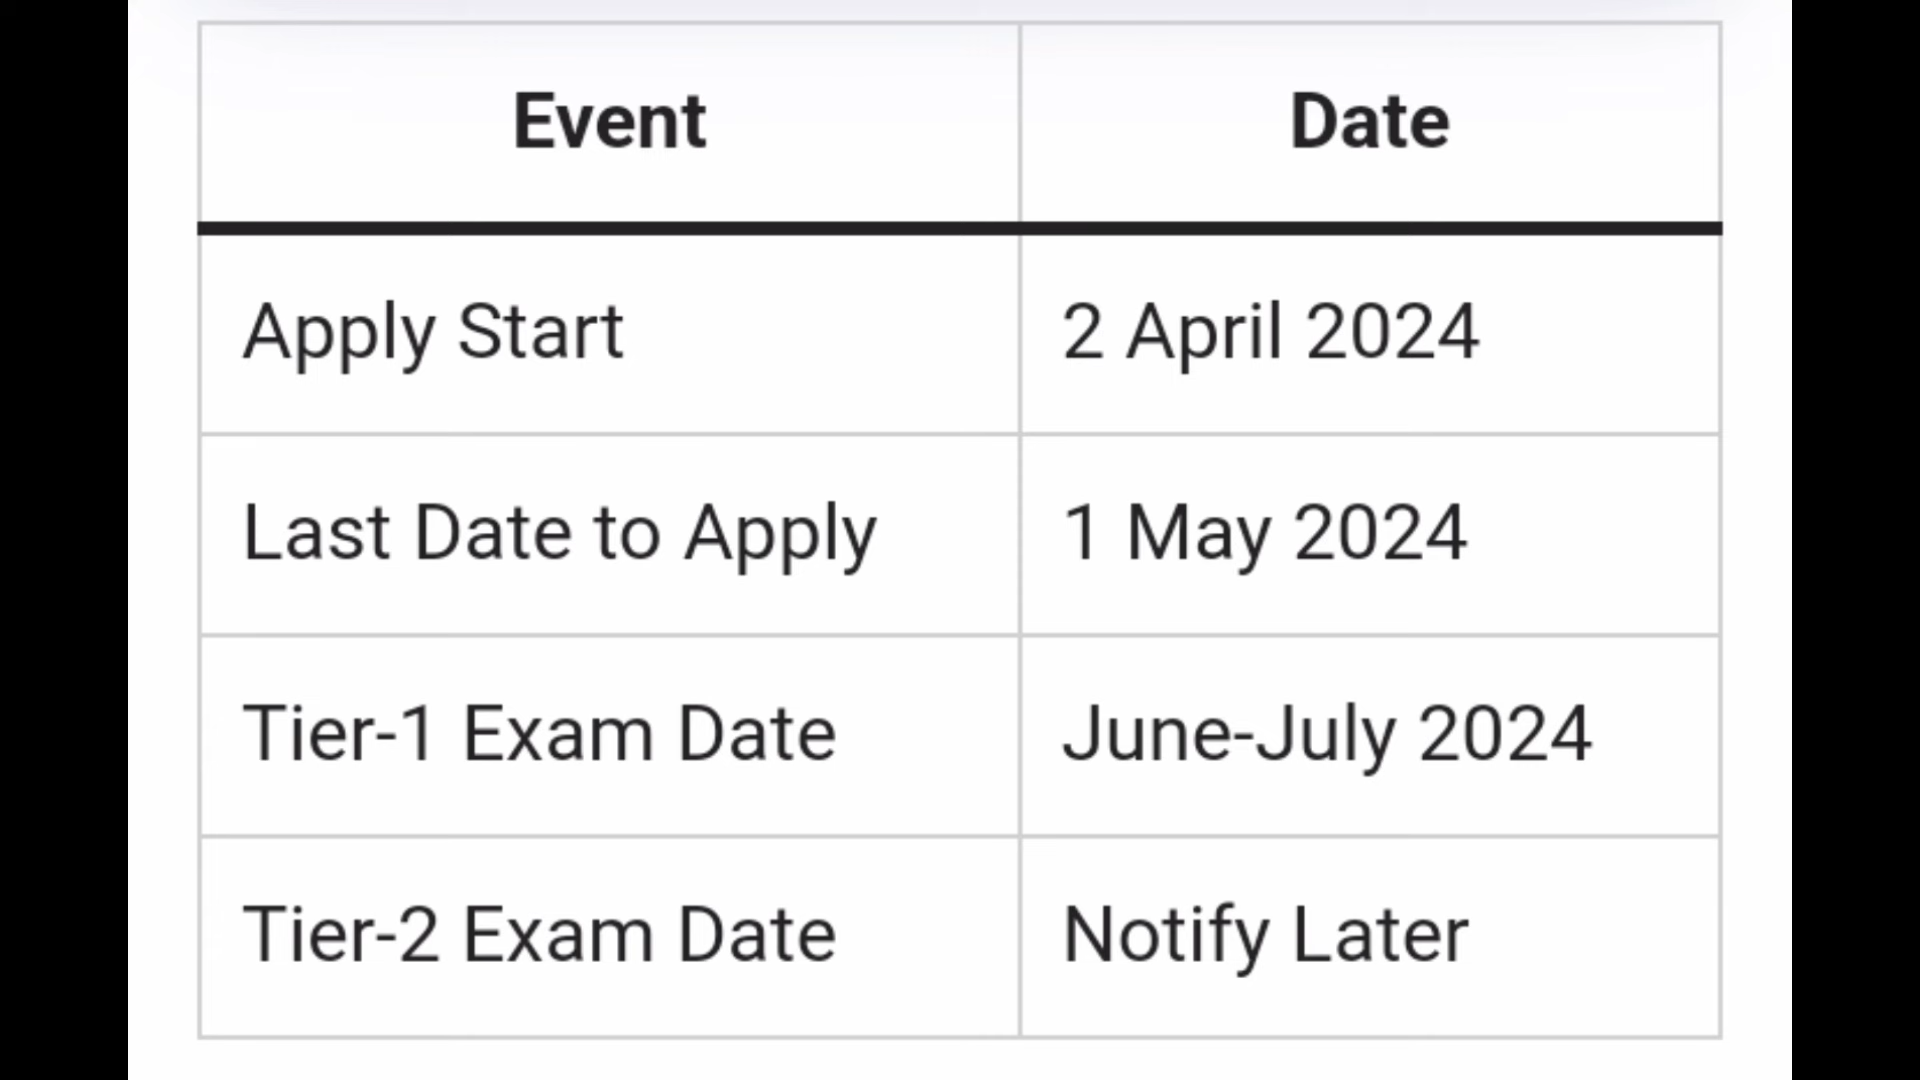 Event Date
Apply Start 2 April 2024
Last Date to Apply 1 May 2024
Tier-1 Exam Date June-July 2024
Tier-2 Exam Date Notify Later